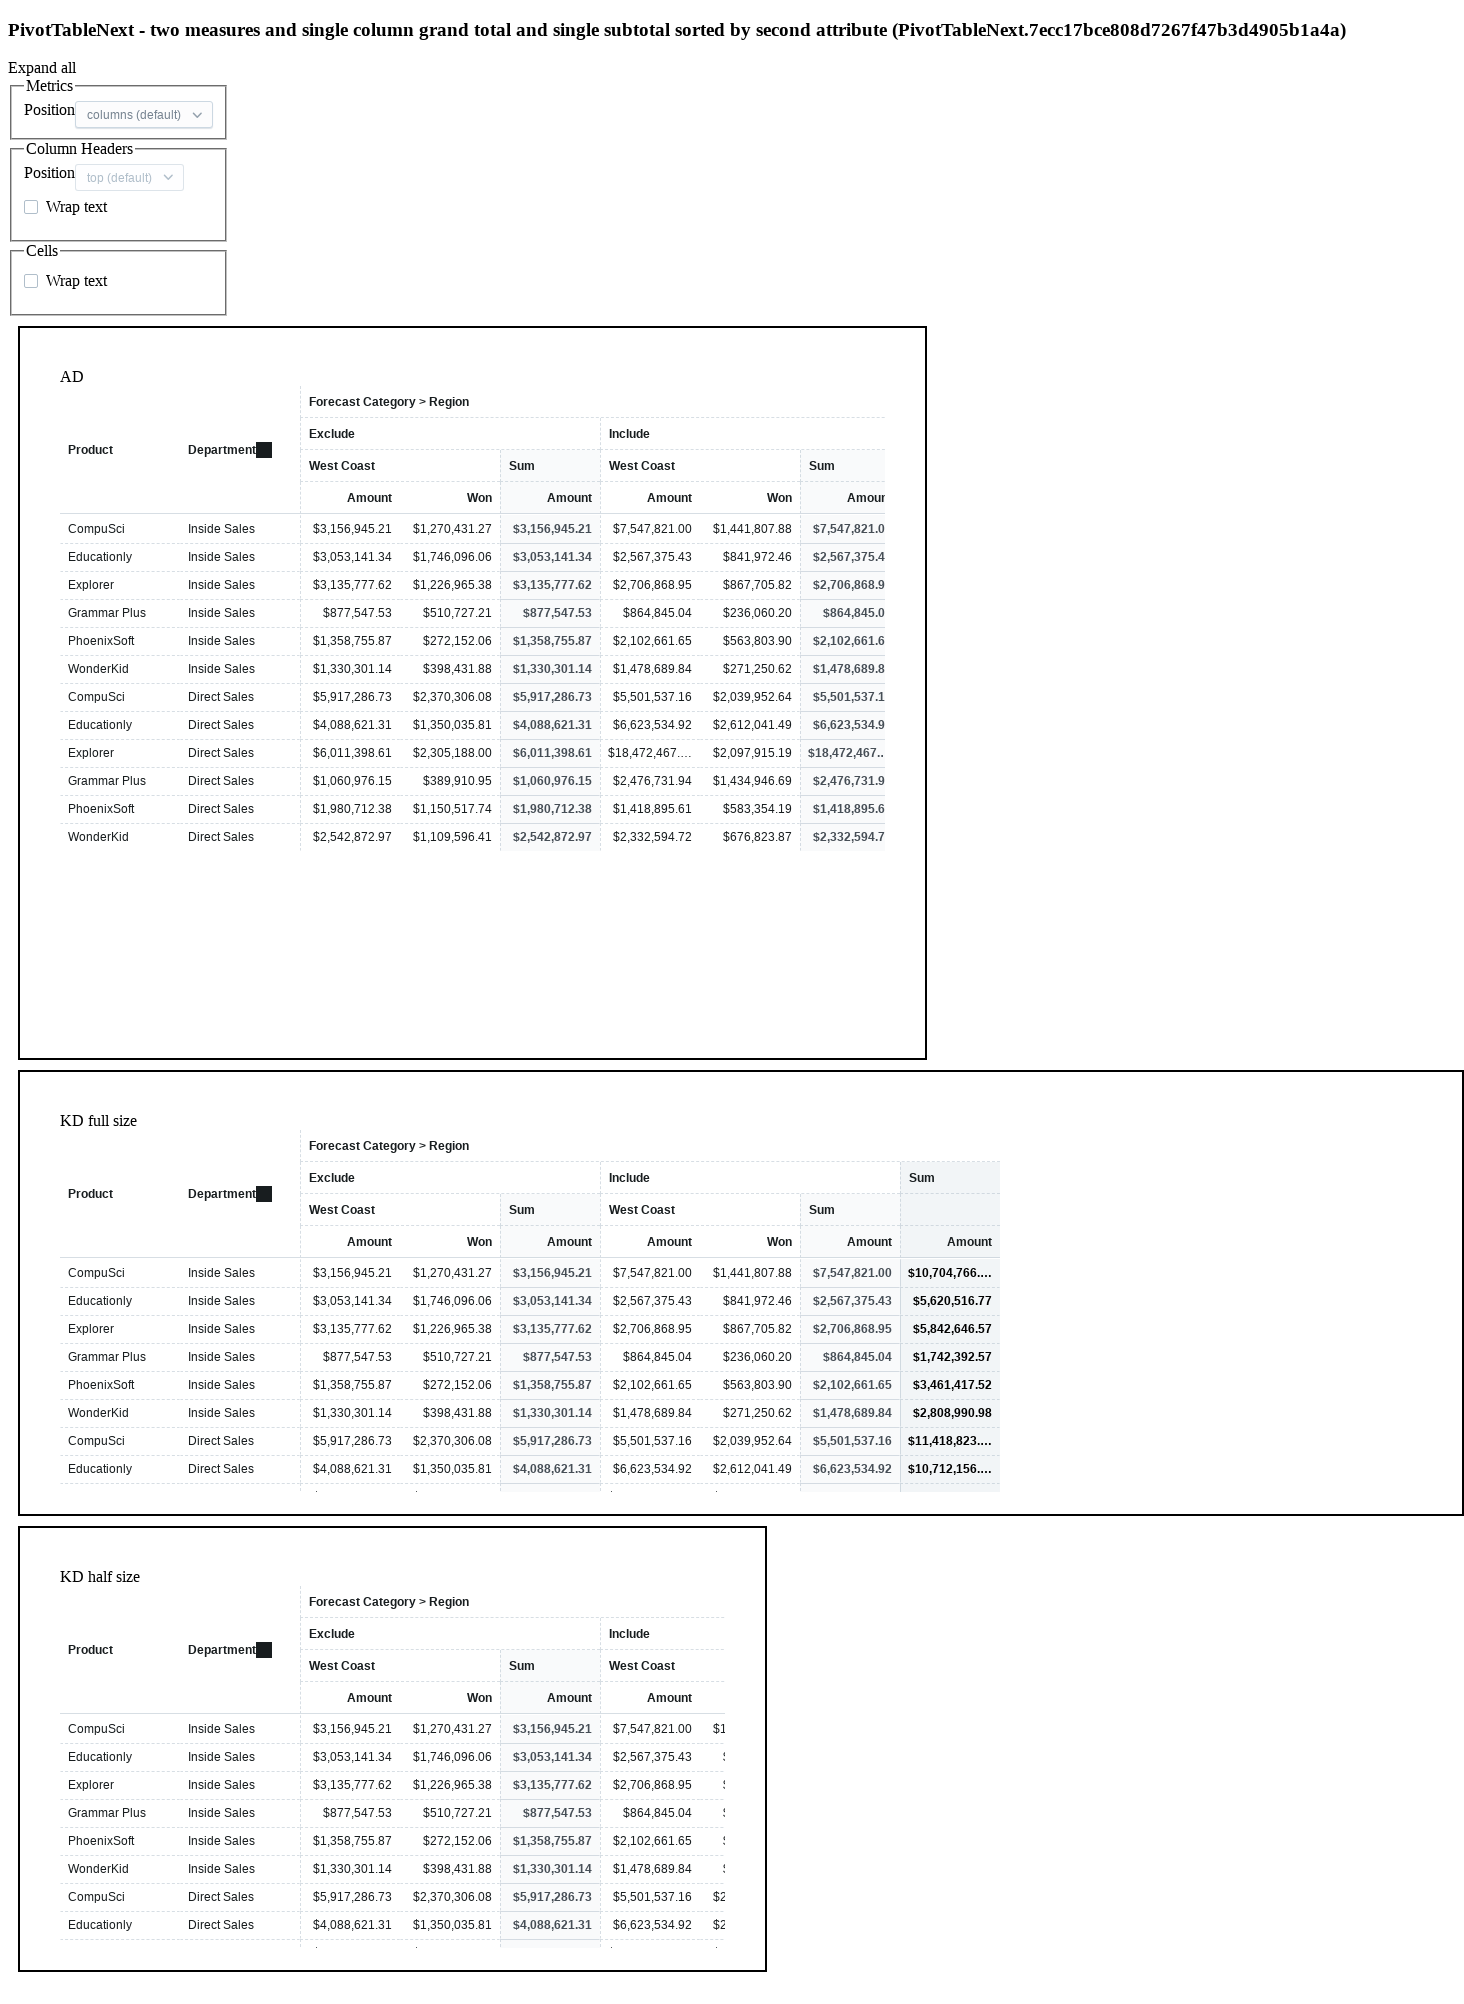 PivotTableNext - two measures and single column grand total and single subtotal sorted by second attribute (PivotTableNext.7ecc17bce808d7267f47b3d4905b1a4a)
Expand all
Metrics
Position columns (default)
Column Headers
Position top (default)
Wrap text
Cells
Wrap text
AD
Forecast Category > Region
Exclude Include
Product Department
West Coast Sum West Coast Sum
Amount Won Amount Amount Won Amour
CompuSci Inside Sales $3,156,945.21 $1,270,431.27 $3,156,945.21 $7,547,821.00 $1,441,807.88 $7,547,821.0
Educationly Inside Sales $3,053,141.34 $1,746,096.06 $3,053,141.34 $2,567,375.43 $841,972.46 $2,567,375.4
Explorer Inside Sales $3,135,777.62 $1,226,965.38 $3,135,777.62 $2,706,868.95 $867,705.82 $2,706,868.9
Grammar Plus Inside Sales $877,547.53 $510,727.21 $877,547.53 $864,845.04 $236,060.20 $864,845.0
PhoenixSoft Inside Sales $1,358,755.87 $272,152.06 $1,358,755.87 $2,102,661.65 $563,803.90 $2,102,661.6
WonderKid Inside Sales $1,330,301.14 $398,431.88 $1,330,301.14 $1,478,689.84 $271,250.62 $1,478,689.8
CompuSci Direct Sales $5,917,286.73 $2,370,306.08 $5,917,286.73 $5,501,537.16 $2,039,952.64 $5,501,537.1
Educationly Direct Sales $4,088,621.31 $1,350,035.81 $4,088,621.31 $6,623,534.92 $2,612,041.49 $6,623,534.9
Explorer Direct Sales $6,011,398.61 $2,305,188.00 $6,011,398.61 $18,472,467.… $2,097,915.19 $18,472,467..
Grammar Plus Direct Sales $1,060,976.15 $389,910.95 $1,060,976.15 $2,476,731.94 $1,434,946.69 $2,476,731.9
PhoenixSoft Direct Sales $1,980,712.38 $1,150,517.74 $1,980,712.38 $1,418,895.61 $583,354.19 $1,418,895.6
WonderKid Direct Sales $2,542,872.97 $1,109,596.41 $2,542,872.97 $2,332,594.72 $676,823.87 $2,332,594.7
KD full size
Forecast Category > Region
Exclude Include Sum
Product Department
West Coast Sum West Coast Sum
Amount Won Amount Amount Won Amount Amount
CompuSci Inside Sales $3,156,945.21 $1,270,431.27 $3,156,945.21 $7,547,821.00 $1,441,807.88 $7,547,821.00 $10,704,766.…
Educationly Inside Sales $3,053,141.34 $1,746,096.06 $3,053,141.34 $2,567,375.43 $841,972.46 $2,567,375.43 $5,620,516.77
Explorer Inside Sales $3,135,777.62 $1,226,965.38 $3,135,777.62 $2,706,868.95 $867,705.82 $2,706,868.95 $5,842,646.57
Grammar Plus Inside Sales $877,547.53 $510,727.21 $877,547.53 $864,845.04 $236,060.20 $864,845.04 $1,742,392.57
PhoenixSoft Inside Sales $1,358,755.87 $272,152.06 $1,358,755.87 $2,102,661.65 $563,803.90 $2,102,661.65 $3,461,417.52
WonderKid Inside Sales $1,330,301.14 $398,431.88 $1,330,301.14 $1,478,689.84 $271,250.62 $1,478,689.84 $2,808,990.98
CompuSci Direct Sales $5,917,286.73 $2,370,306.08 $5,917,286.73 $5,501,537.16 $2,039,952.64 $5,501,537.16 $11,418,823.…
Educationly Direct Sales $4,088,621.31 $1,350,035.81 $4,088,621.31 $6,623,534.92 $2,612,041.49 $6,623,534.92 $10,712,156.…
KD half size
Forecast Category > Region
Exclude Include
Product Department
West Coast Sum West Coast
Amount Won Amount Amount
CompuSci Inside Sales $3,156,945.21 $1,270,431.27 $3,156,945.21 $7,547,821.00 $1
Educationly Inside Sales $3,053,141.34 $1,746,096.06 $3,053,141.34 $2,567,375.43
Explorer Inside Sales $3,135,777.62 $1,226,965.38 $3,135,777.62 $2,706,868.95
Grammar Plus Inside Sales $877,547.53 $510,727.21 $877,547.53 $864,845.04
PhoenixSoft Inside Sales $1,358,755.87 $272,152.06 $1,358,755.87 $2,102,661.65
WonderKid Inside Sales $1,330,301.14 $398,431.88 $1,330,301.14 $1,478,689.84
CompuSci Direct Sales $5,917,286.73 $2,370,306.08 $5,917,286.73 $5,501,537.16 $2
Educationly Direct Sales $4,088,621.31 $1,350,035.81 $4,088,621.31 $6,623,534.92 $2